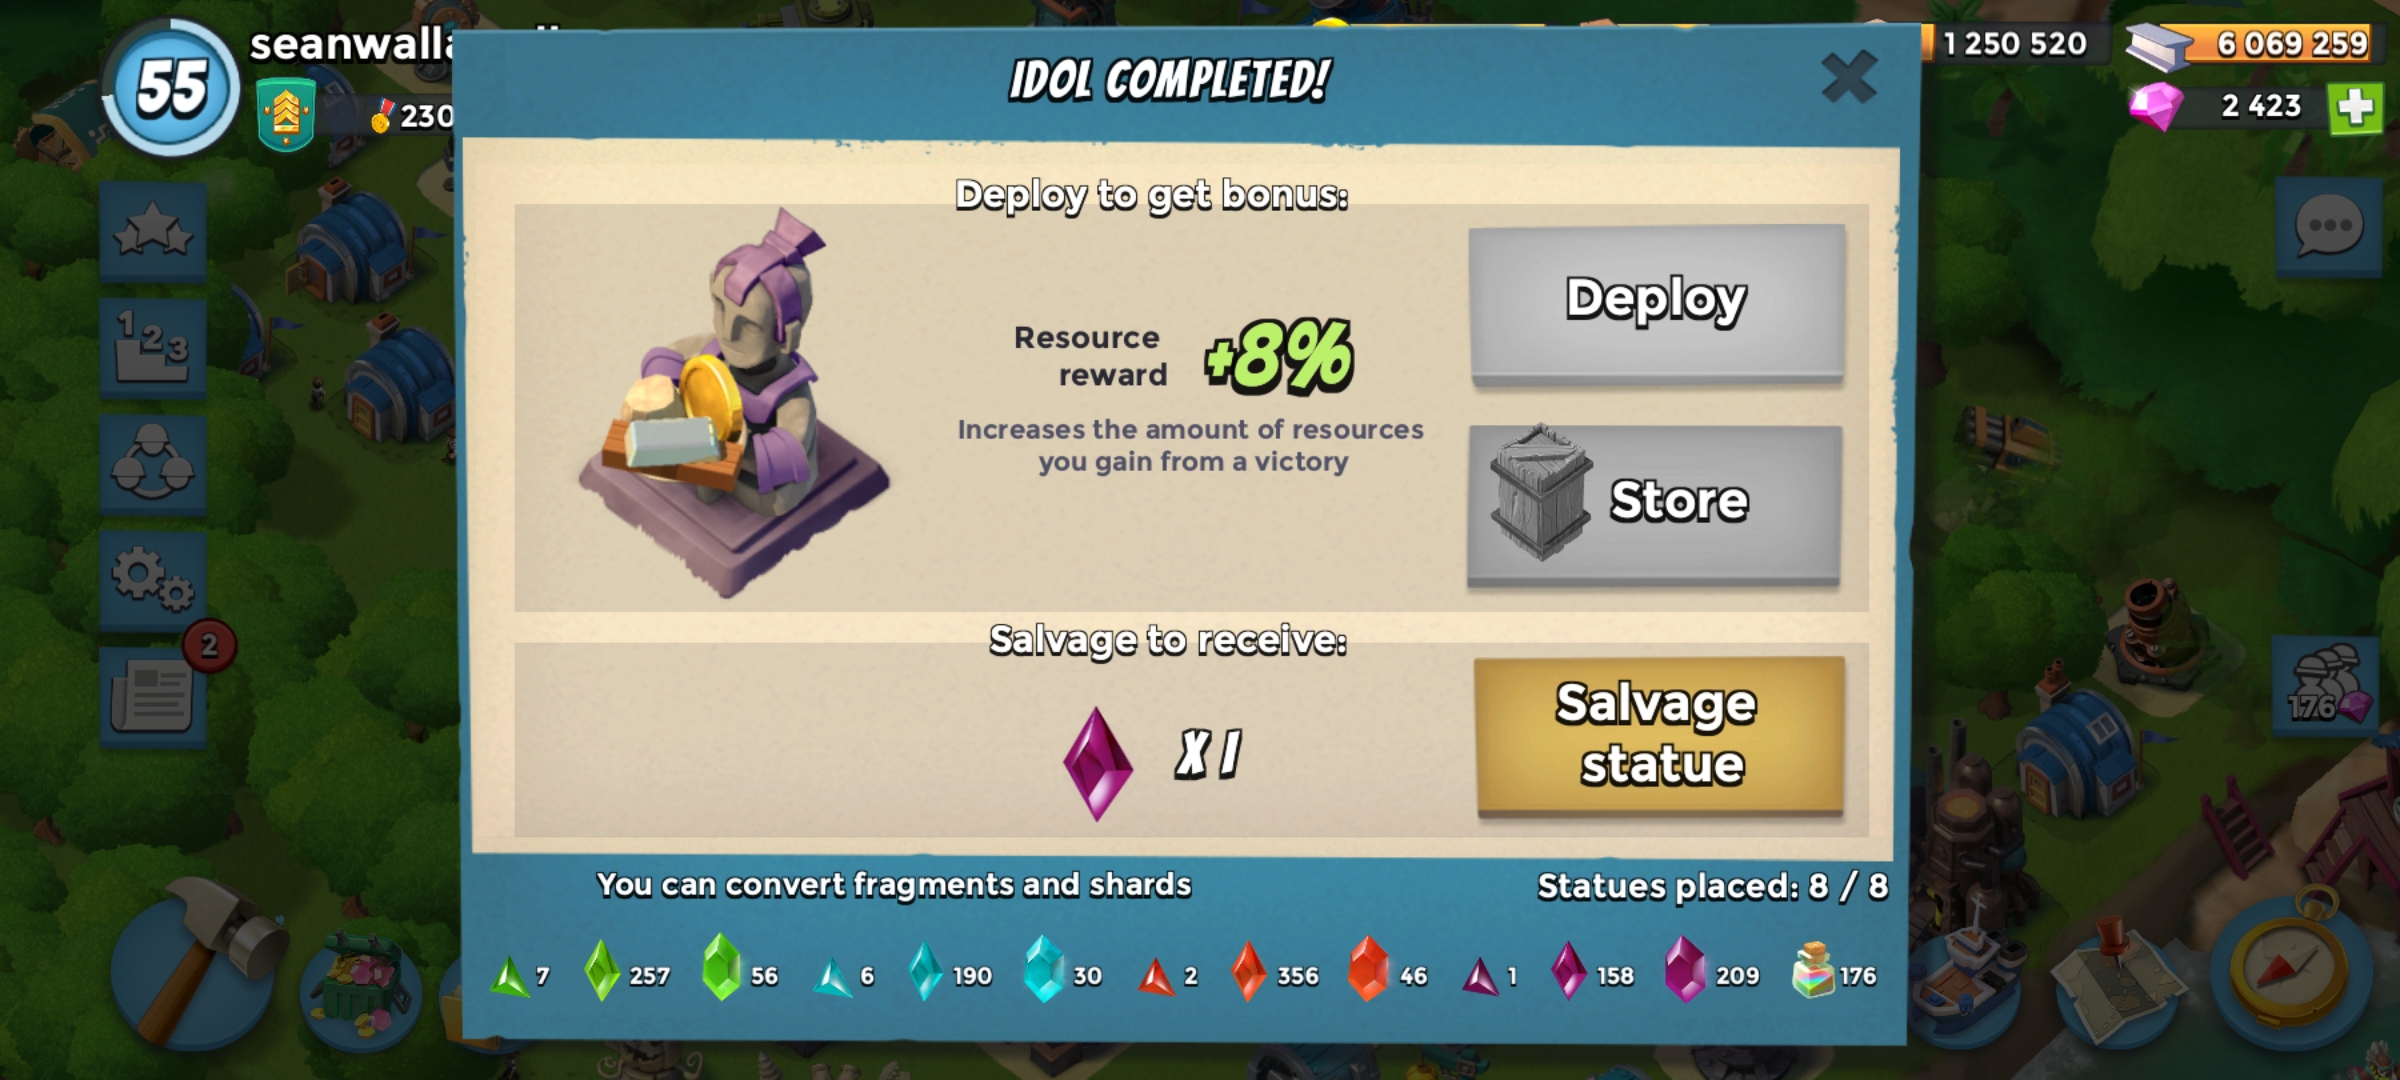 55
230
1 250 520
6 069 259
2 423
IDOL COMPLETED!
Deploy to get bonus:
Resource
reward
+8%
Increases the amount of resources
you gain from a victory
Deploy
Store
Salvage to receive:
X 1
Salvage
statue
1 2 3
2
176
You can convert fragments and shards
Statues placed: 8 / 8
7 257 56 6 190 30 2 356 46 1 158 209 176